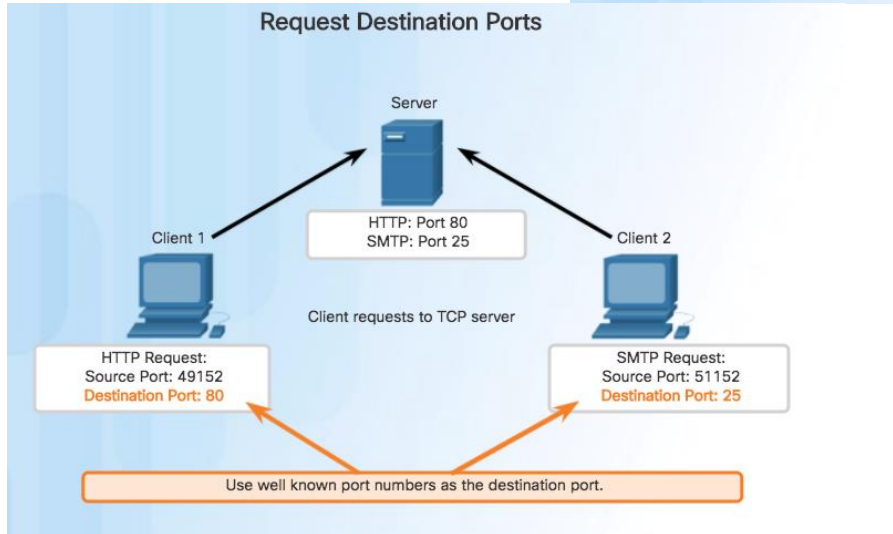 Request Destination Ports
Server
HTTP: Port 80
SMTP: Port 25
Client 1
Client 2
Client requests to TCP server
HTTP Request:
Source Port: 49152
Destination Port: 80
SMTP Request:
Source Port: 51152
Destination Port: 25
Use well known port numbers as the destination port.